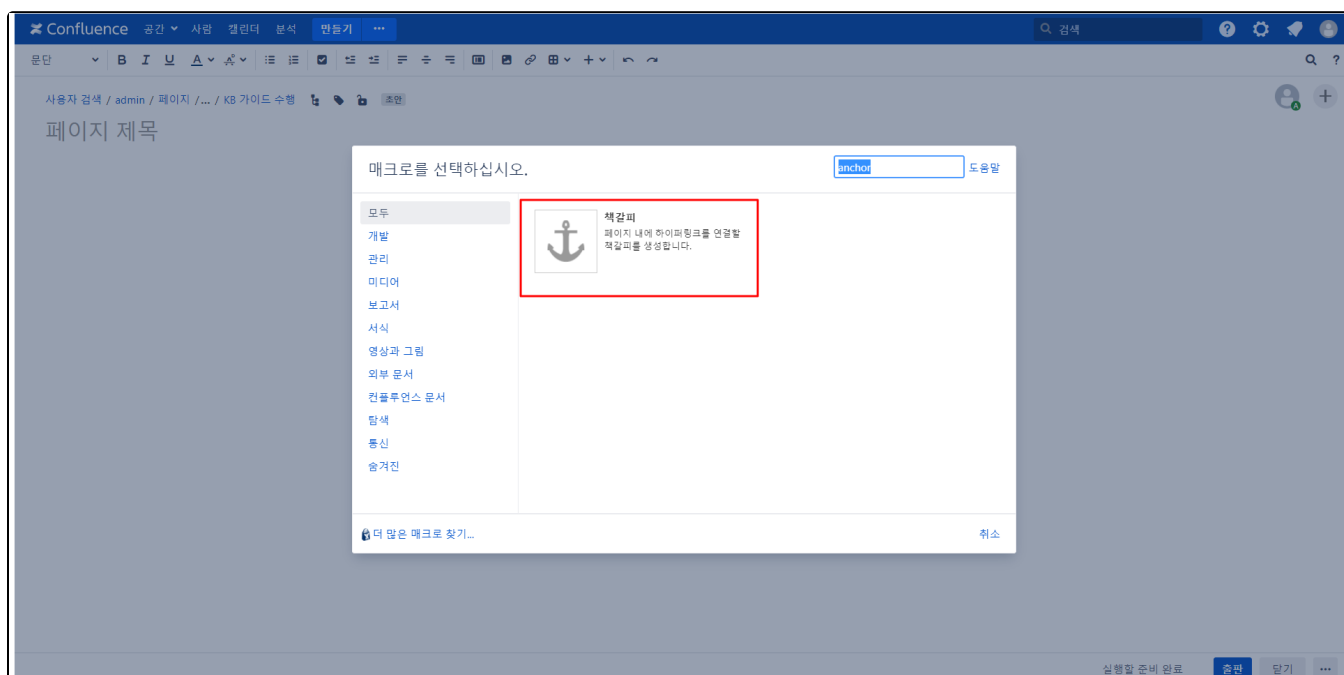 Confluence 공간 사람 캘린더 분석 만들기 ··· 검색
문단 B I U A
사용자 검색 / admin / 페이지 /... / KB 가이드 수행 초안
페이지 제목
매크로를 선택하십시오. anchor 도움말
모두
개발
관리
미디어
보고서
서식
영상과 그림
외부 문서
컨플루언스 문서
탐색
통신
숨겨진
책갈피
페이지 내에 하이퍼링크를 연결할
책갈피를 생성합니다.
더 많은 매크로 찾기... 취소
실행할 준비 완료 출판 닫기 ···